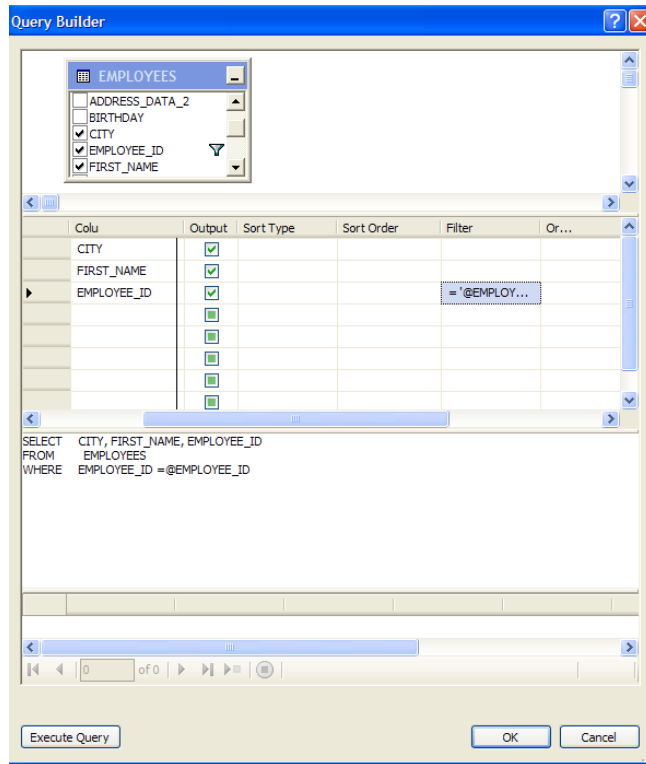 Query Builder
EMPLOYEES
ADDRESS_DATA_2
BIRTHDAY
CITY
EMPLOYEE_ID
FIRST_NAME
Colu Output Sort Type Sort Order Filter Or...
CITY
FIRST_NAME
EMPLOYEE_ID = '@EMPLOY...
SELECT CITY, FIRST_NAME, EMPLOYEE_ID
FROM EMPLOYEES
WHERE EMPLOYEE_ID =@EMPLOYEE_ID
0 of 0
Execute Query OK Cancel